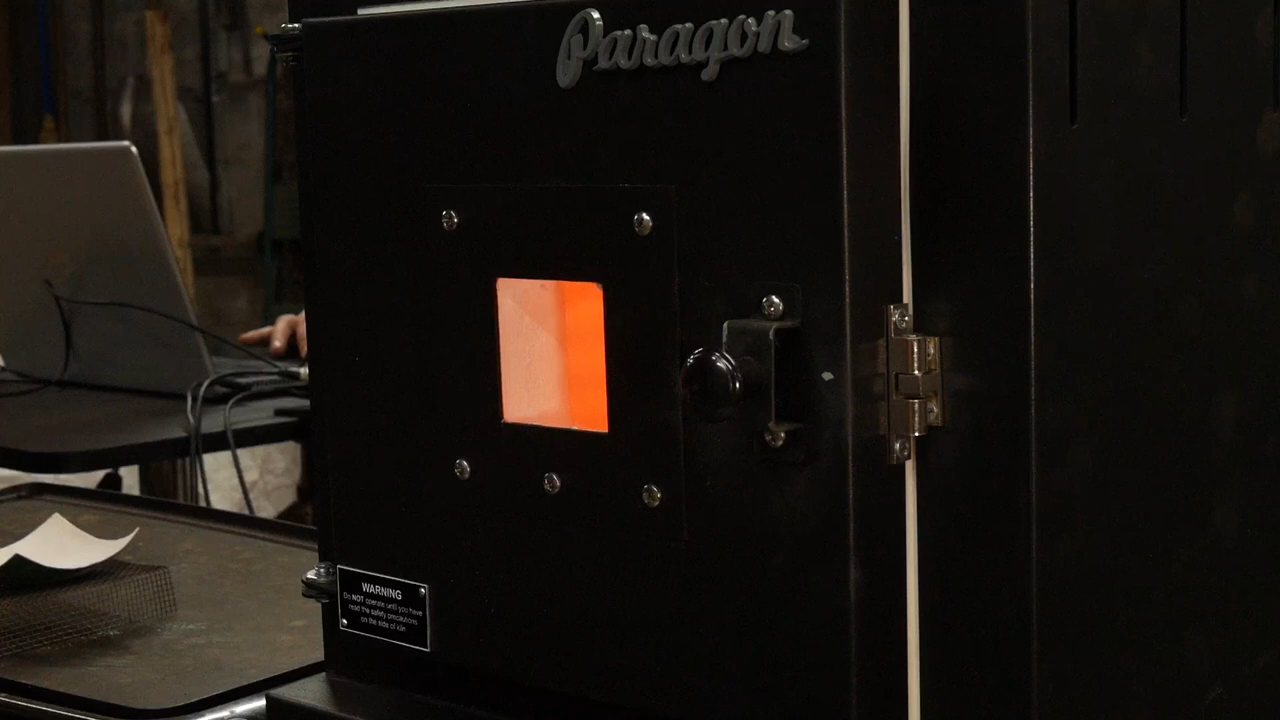 Paragon
WARNING
Do NOT operate until you have
read the safety precautions
on the side of kiln